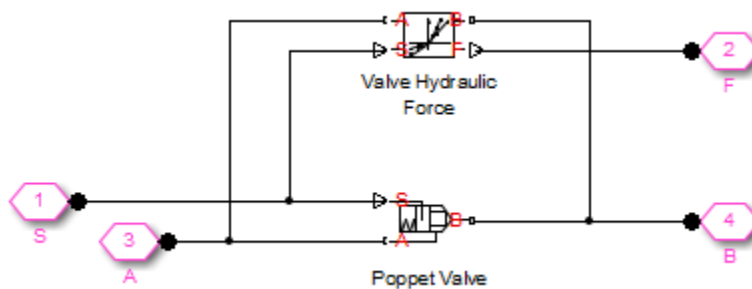 A B
S F
2
F
Valve Hydraulic
Force
1
S
S
B
A
3
A
4
B
Poppet Valve